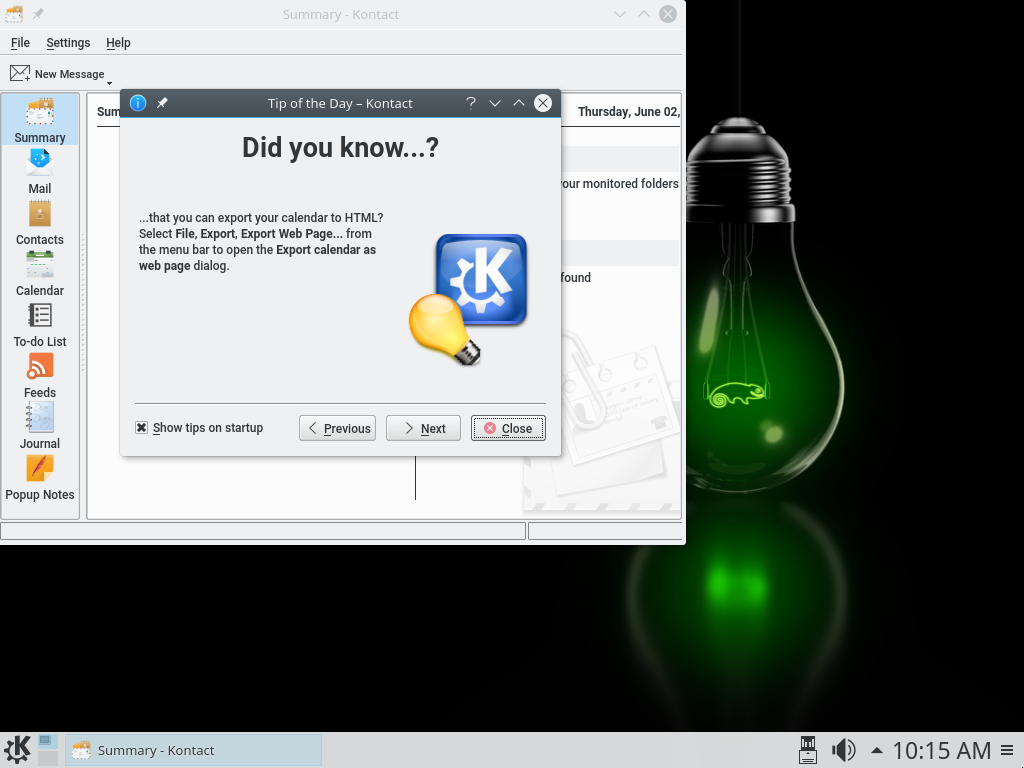 Summary - Kontact
File Settings Help
New Message
Summary
Mail
Contacts
Calendar
To-do List
Feeds
Journal
Popup Notes
Sum
Thursday, June 02,
our monitored folders
found
Tip of the Day – Kontact
Did you know...?
...that you can export your calendar to HTML?
Select File, Export, Export Web Page... from
the menu bar to open the Export calendar as
web page dialog.
Show tips on startup
Previous Next Close
Summary - Kontact
10:15 AM